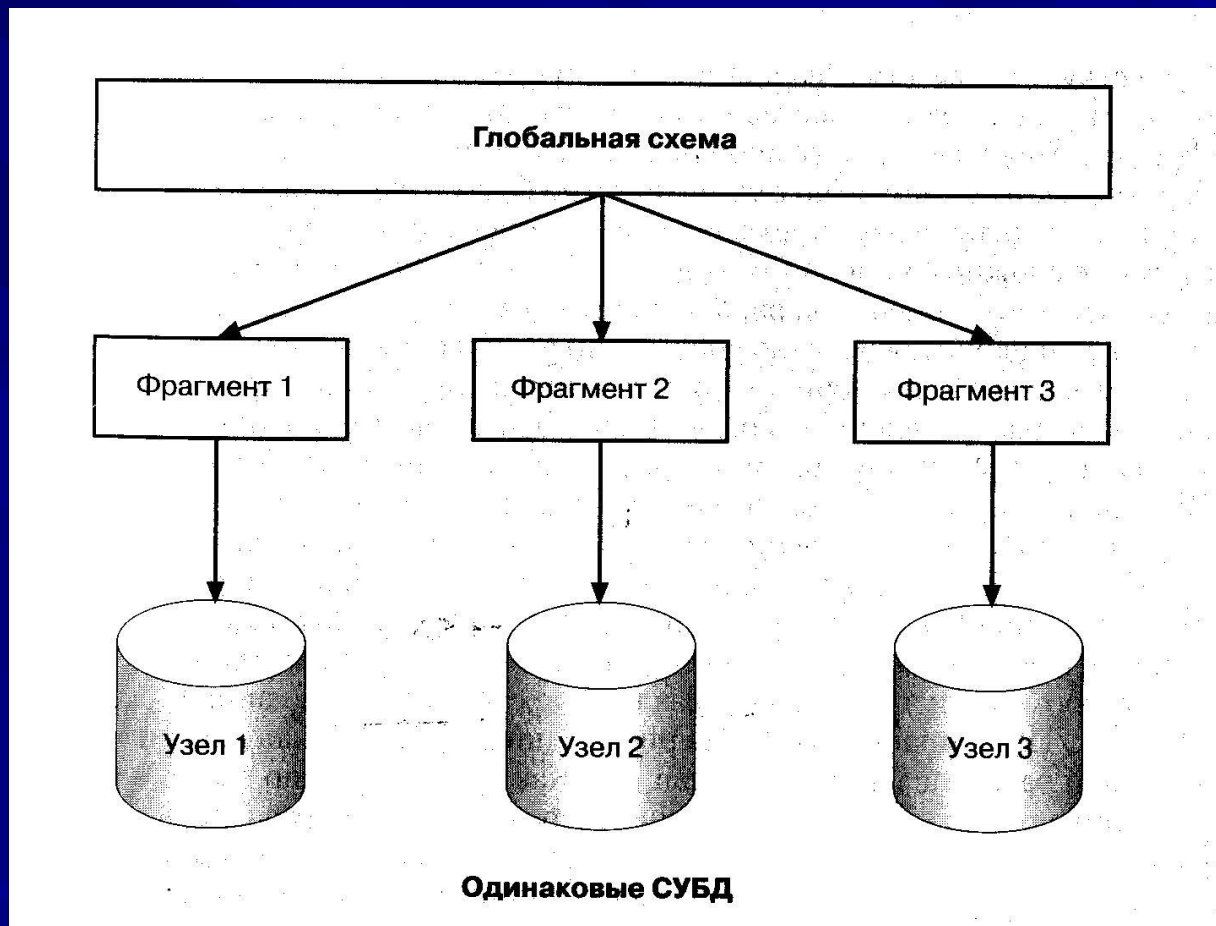 Глобальная схема
Фрагмент 1
Фрагмент 2
Фрагмент 3
Узел 1
Узел 2
Узел 3
Одинаковые СУБД